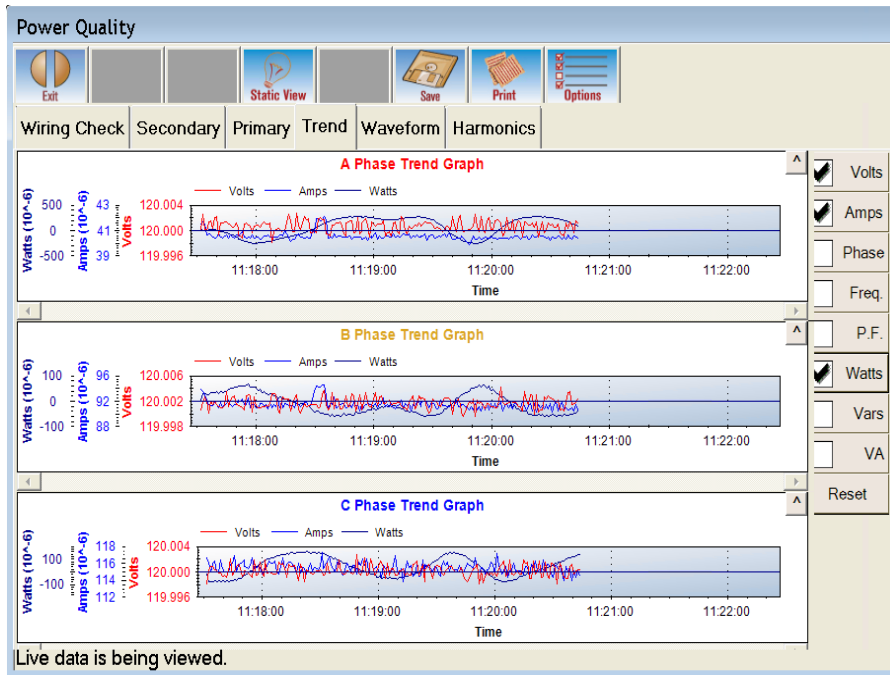 Power Quality
Exit
Static View
Save
Print
Options
Wiring Check Secondary Primary Trend Waveform Harmonics
A Phase Trend Graph
Volts Amps Watts
Watts (10^-6) 500 0 -500
Amps (10^-6) 43 41 39
Volts 120.004 120.000 119.996
11:18:00 11:19:00 11:20:00 11:21:00 11:22:00
Time
B Phase Trend Graph
Volts Amps Watts
Watts (10^-6) 100 0 -100
Amps (10^-6) 96 92 88
Volts 120.006 120.002 119.998
11:18:00 11:19:00 11:20:00 11:21:00 11:22:00
Time
C Phase Trend Graph
Volts Amps Watts
Watts (10^-6) 100 -100
Amps (10^-6) 118 116 114 112
Volts 120.004 120.000 119.996
11:18:00 11:19:00 11:20:00 11:21:00 11:22:00
Time
Volts
Amps
Phase
Freq.
P.F.
Watts
Vars
VA
Reset
Live data is being viewed.